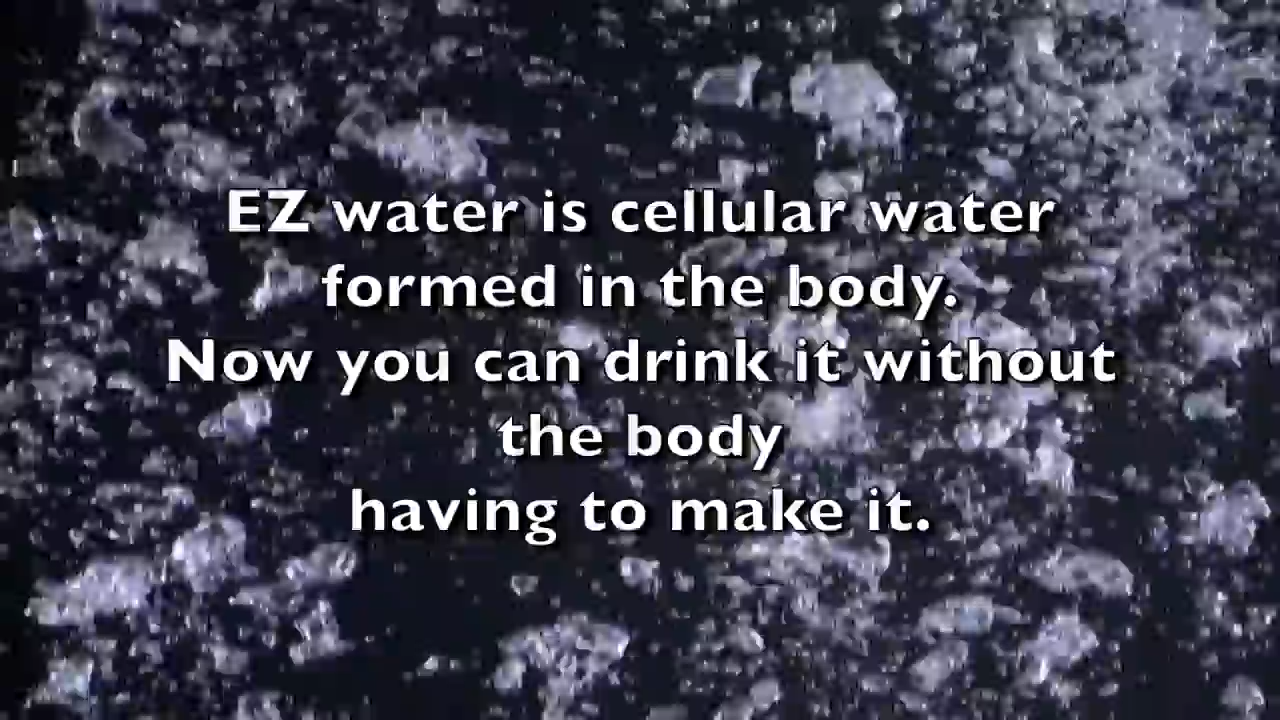 EZ water is cellular water
formed in the body.
Now you can drink it without
the body
having to make it.